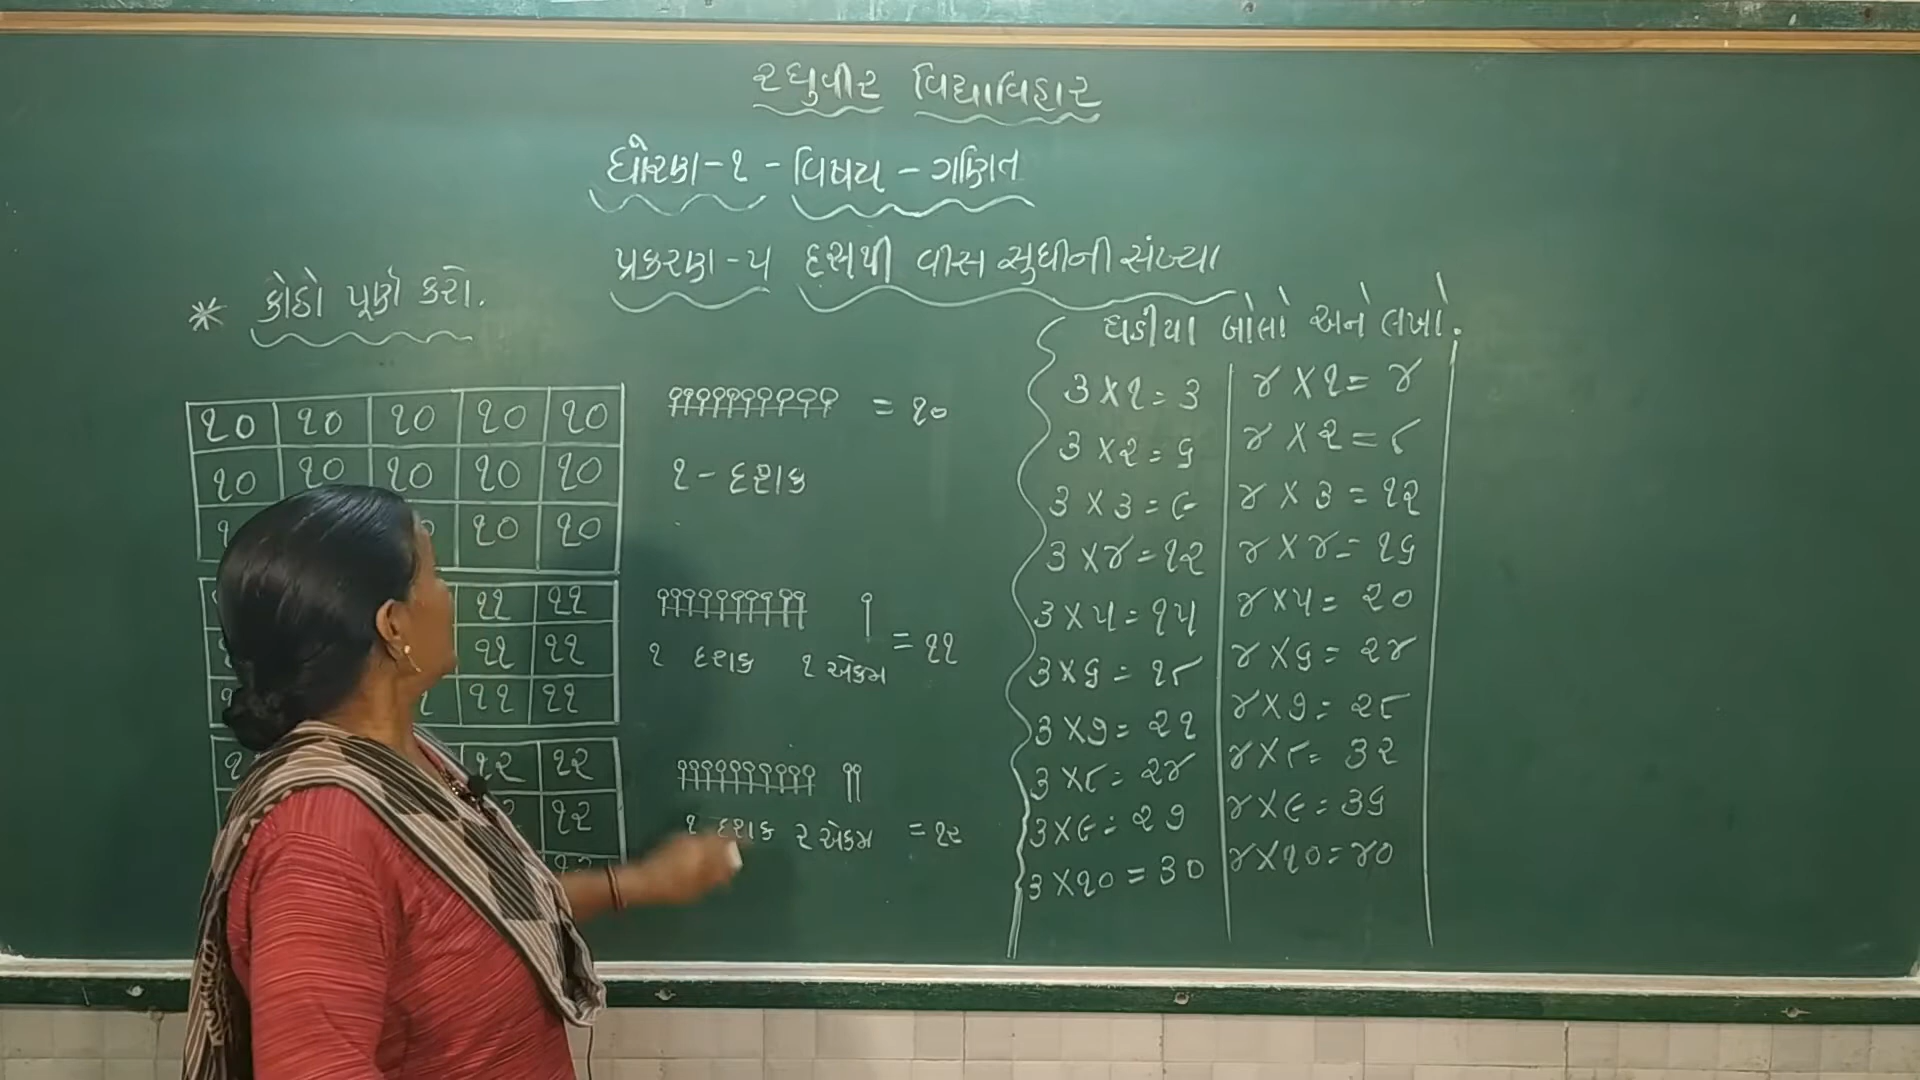 રઘુવીર વિદ્યાવિહાર
ધોરણ-૧ - વિષય - ગણિત
પ્રકરણ-૫ દસથી વીસ સુધીની સંખ્યા
* કોઠો પૂર્ણ કરો.
૧૦ ૧૦ ૧૦ ૧૦ ૧૦
૧૦ ૧૦ ૧૦ ૧૦ ૧૦
૧૦ ૧૦
૧૧ ૧૧
૧૧ ૧૧
૧૧ ૧૧
૧૨ ૧૨
૧૨
= ૧૦
૧ - દશક
૧ દશક ૧ એકમ = ૧૧
૧ દશક ૨ એકમ = ૧૨
ઘડીયા બોલો અને લખો.
૩ X ૧ = ૩
૩ X ૨ = ૬
૩ X ૩ = ૯
૩ X ૪ = ૧૨
૩ X ૫ = ૧૫
૩ X ૬ = ૧૮
૩ X ૭ = ૨૧
૩ X ૮ = ૨૪
૩ X ૯ = ૨૭
૩ X ૧૦ = ૩૦
૪ X ૧ = ૪
૪ X ૨ = ૮
૪ X ૩ = ૧૨
૪ X ૪ = ૧૬
૪ X ૫ = ૨૦
૪ X ૬ = ૨૪
૪ X ૭ = ૨૮
૪ X ૮ = ૩૨
૪ X ૯ = ૩૬
૪ X ૧૦ = ૪૦